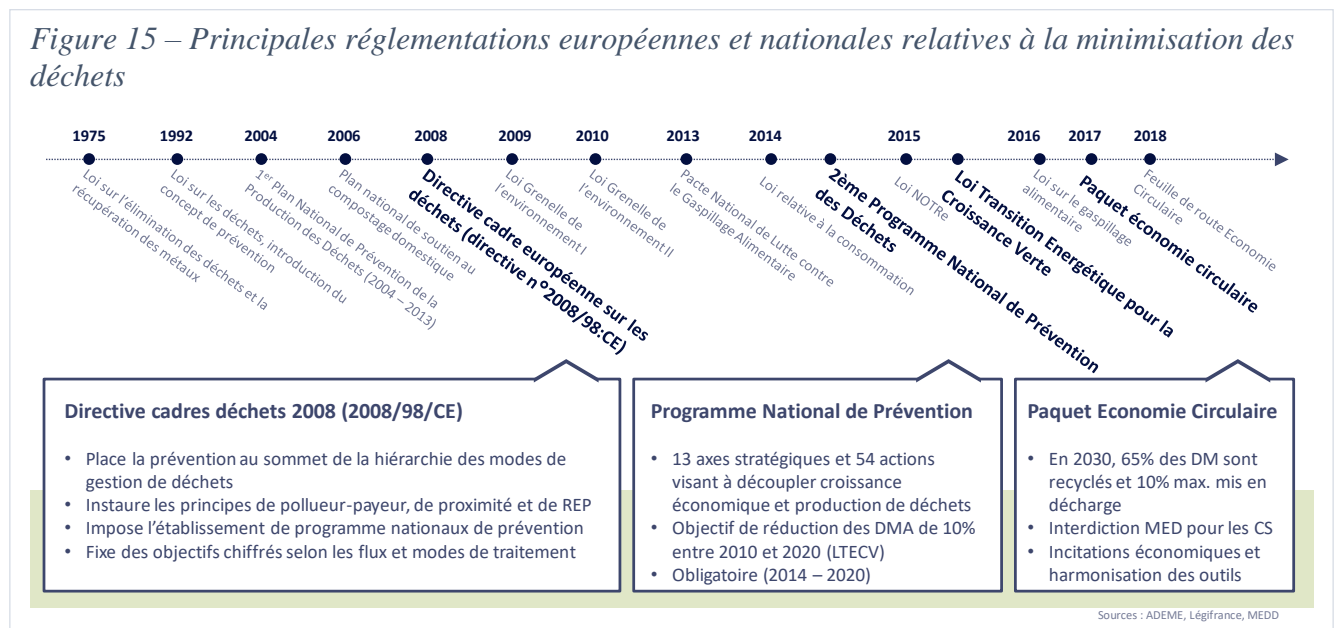 Figure 15 – Principales réglementations européennes et nationales relatives à la minimisation des
déchets
1975
1992
2004
2006
2008
2009
2010
2013
2014
2015
2016
2017
2018
Loi sur l'élimination des déchets et la
récupération des métaux
Loi sur les déchets, introduction du
concept de prévention
1er Plan National de Prévention de la
Production des Déchets (2004 – 2013)
Plan national de soutien au
compostage domestique
Directive cadre européenne sur les
déchets (directive n°2008/98:CE)
Loi Grenelle de
l'environnement I
Loi Grenelle de
l'environnement II
Pacte National de Lutte contre
le Gaspillage Alimentaire
Loi relative à la consommation
2ème Programme National de Prévention
des Déchets
Loi NOTRe
Loi Transition Energétique pour la
Croissance Verte
Loi sur le gaspillage
alimentaire
Paquet économie circulaire
Feuille de route Economie
Circulaire
Directive cadres déchets 2008 (2008/98/CE)
• Place la prévention au sommet de la hiérarchie des modes de
gestion de déchets
• Instaure les principes de pollueur-payeur, de proximité et de REP
• Impose l'établissement de programme nationaux de prévention
• Fixe des objectifs chiffrés selon les flux et modes de traitement
Programme National de Prévention
• 13 axes stratégiques et 54 actions
visant à découpler croissance
économique et production de déchets
• Objectif de réduction des DMA de 10%
entre 2010 et 2020 (LTECV)
• Obligatoire (2014 – 2020)
Paquet Economie Circulaire
• En 2030, 65% des DM sont
recyclés et 10% max. mis en
décharge
• Interdiction MED pour les CS
• Incitations économiques et
harmonisation des outils
Sources : ADEME, Légifrance, MEDD